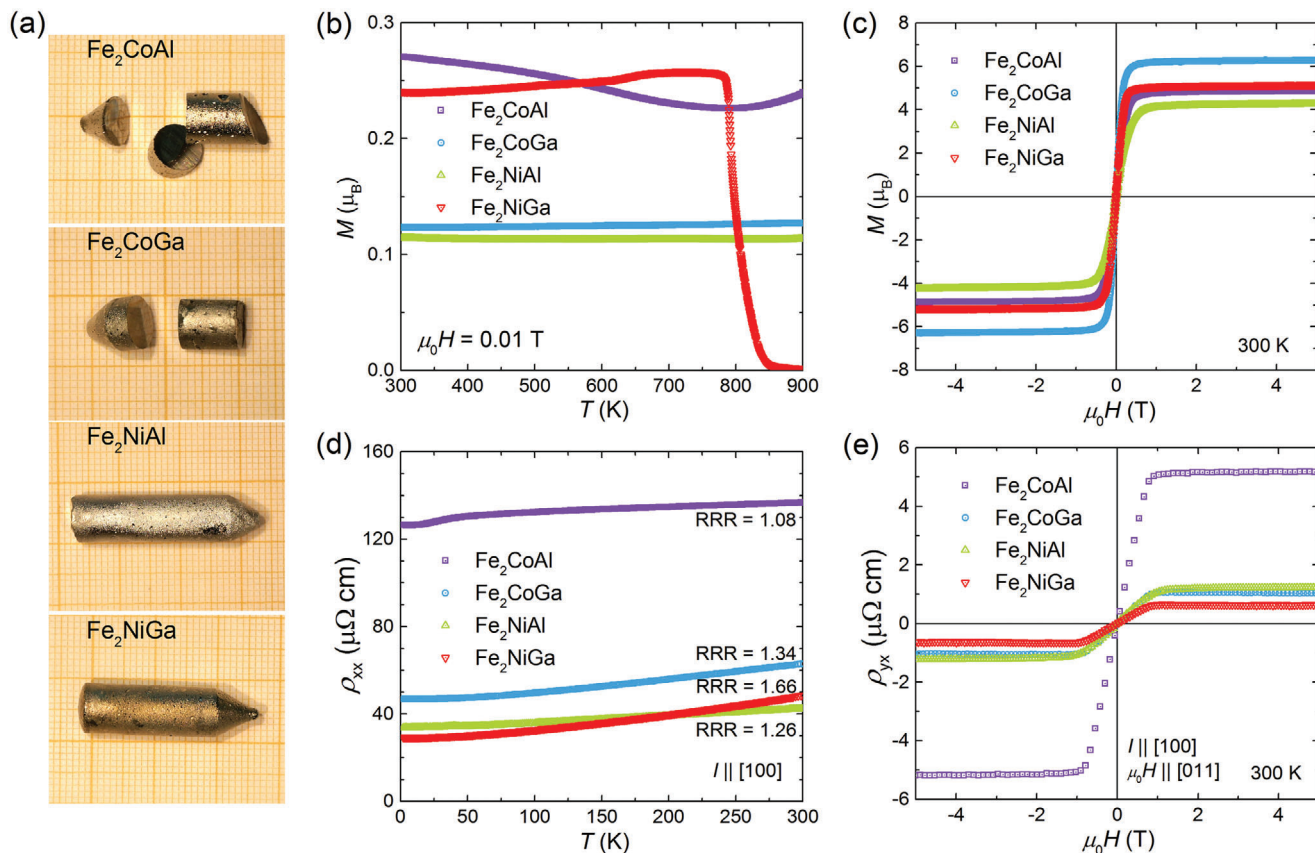 (a)
Fe₂CoAl
Fe₂CoGa
Fe₂NiAl
Fe₂NiGa
(b)
0.3
0.2
0.1
0.0
M (μ_B)
Fe₂CoAl
Fe₂CoGa
Fe₂NiAl
Fe₂NiGa
μ₀H = 0.01 T
300 400 500 600 700 800 900
T (K)
(c)
8
6
4
2
0
-2
-4
-6
-8
M (μ_B)
Fe₂CoAl
Fe₂CoGa
Fe₂NiAl
Fe₂NiGa
300 K
-4 -2 0 2 4
μ₀H (T)
(d)
160
120
80
40
0
ρxx (μΩ cm)
RRR = 1.08
Fe₂CoAl
Fe₂CoGa
Fe₂NiAl
Fe₂NiGa
RRR = 1.34
RRR = 1.66
RRR = 1.26
I || [100]
0 50 100 150 200 250 300
T (K)
(e)
6
4
2
0
-2
-4
-6
ρyx (μΩ cm)
Fe₂CoAl
Fe₂CoGa
Fe₂NiAl
Fe₂NiGa
I || [100]
μ₀H || [011]
300 K
-4 -2 0 2 4
μ₀H (T)